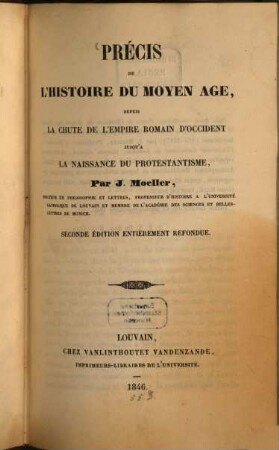 PRÉCIS
DE
L'HISTOIRE DU MOYEN AGE,
DEPUIS
LA CHUTE DE L'EMPIRE ROMAIN D'OCCIDENT
JUSQU'A
LA NAISSANCE DU PROTESTANTISME,
Par J. Moeller,
DOCTEUR EN PHILOSOPHIE ET LETTRES, PROFESSEUR D'HISTOIRE A L'UNIVERSITÉ
CATHOLIQUE DE LOUVAIN ET MEMBRE DE L'ACADÉMIE DES SCIENCES ET BELLES-
LETTRES DE MUNICH.
SECONDE ÉDITION ENTIÈREMENT REFONDUE.
LOUVAIN,
CHEZ VANLINTHOUTET VANDENZANDE,
IMPRIMEURS-LIBRAIRES DE L'UNIVERSITÉ.
1846